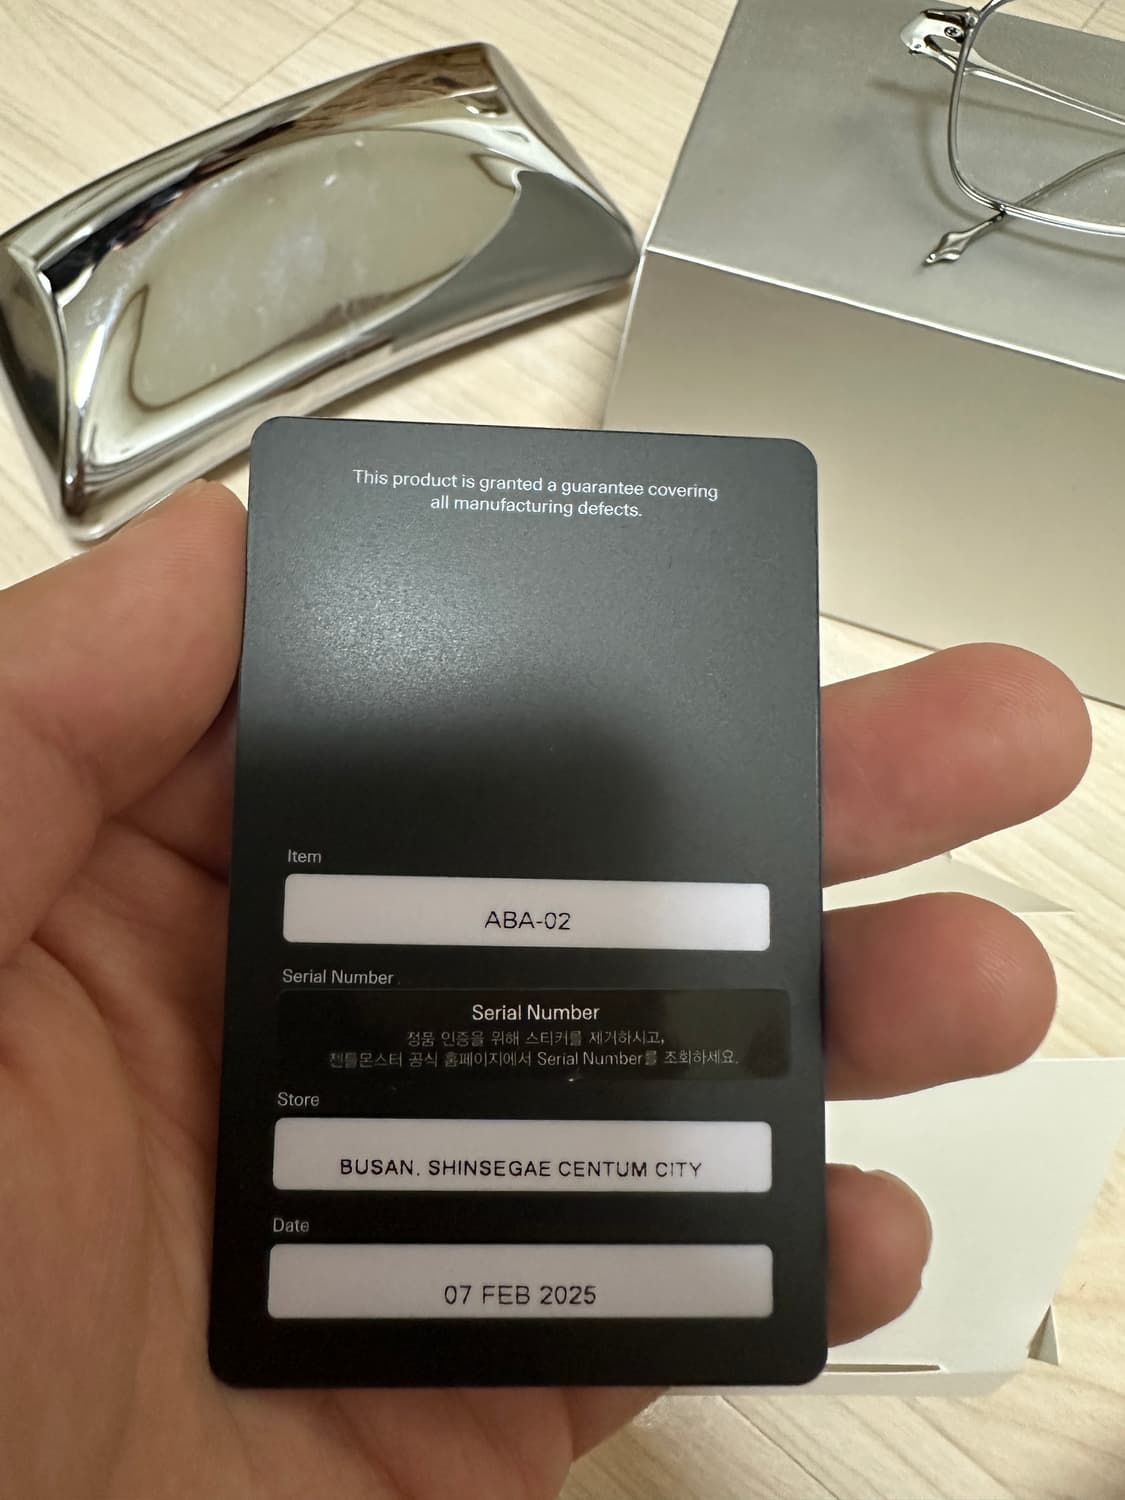 This product is granted a guarantee covering
all manufacturing defects.
Item
ABA-02
Serial Number
Serial Number
정품 인증을 위해 스티커를 제거하시고,
젠틀몬스터 공식 홈페이지에서 Serial Number를 조회하세요.
Store
BUSAN. SHINSEGAE CENTUM CITY
Date
07 FEB 2025